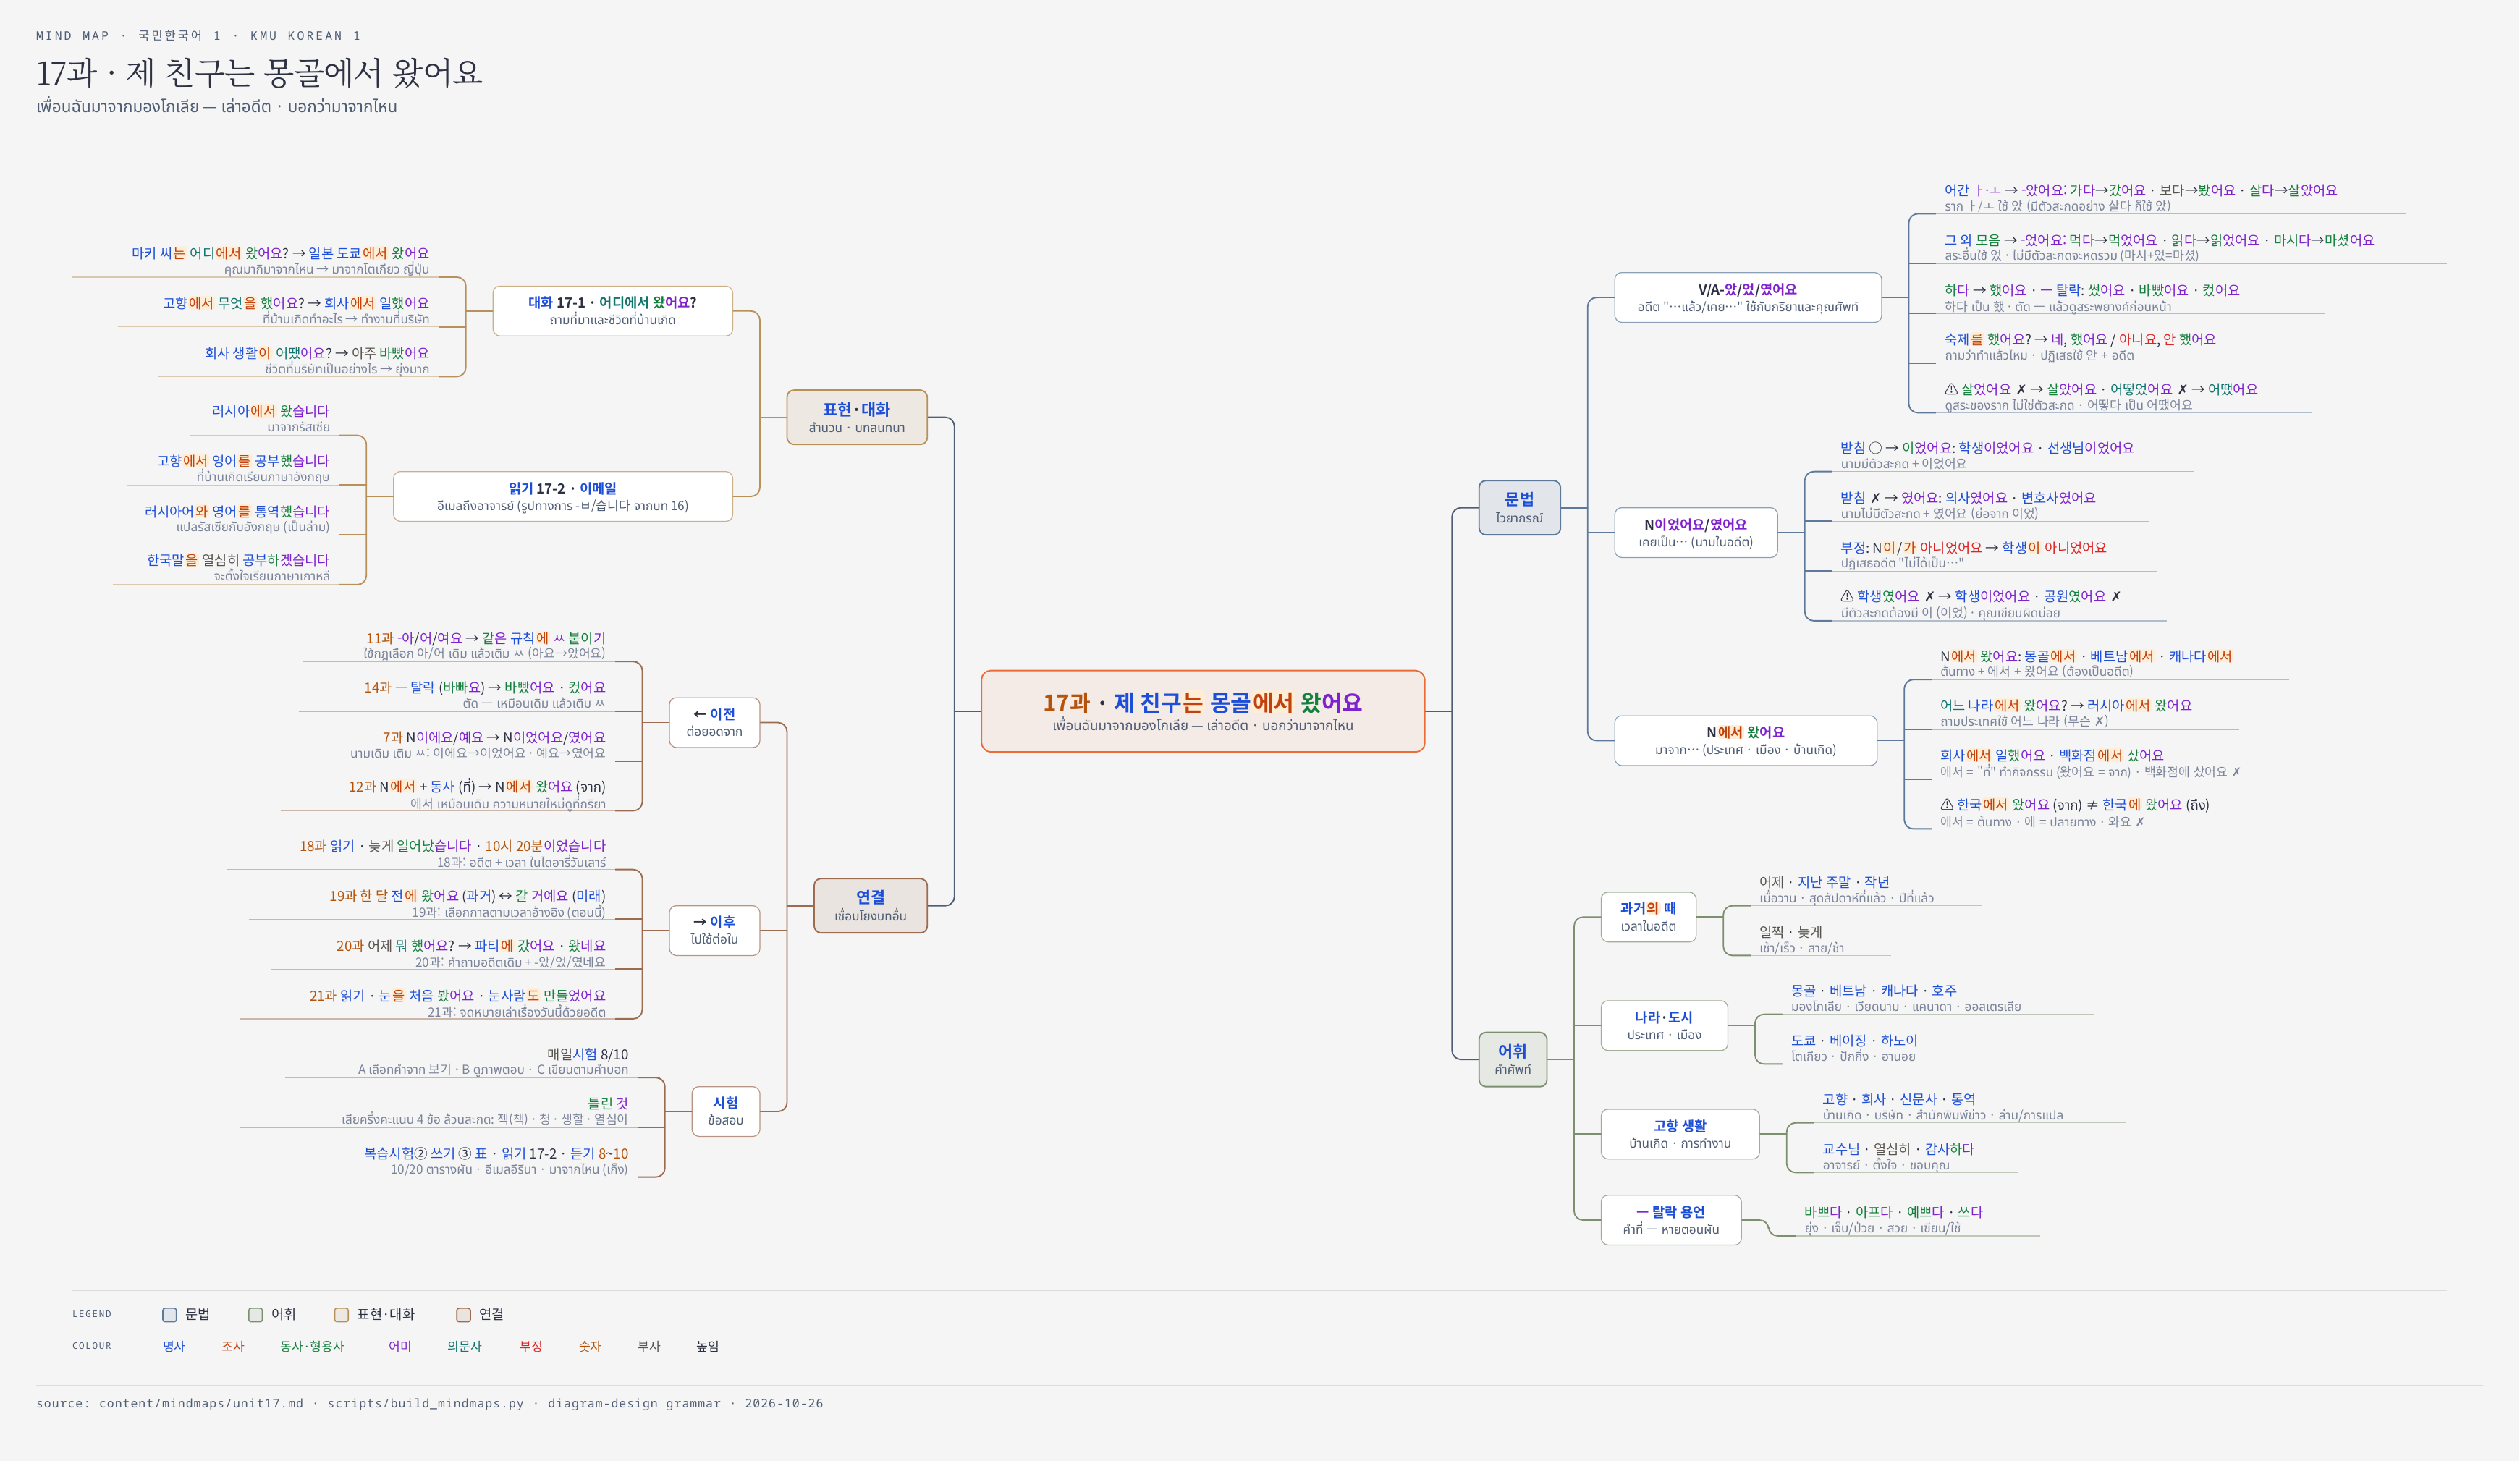 MIND MAP · 국민한국어 1 · KMU KOREAN 1
17과 · 제 친구는 몽골에서 왔어요
เพื่อนฉันมาจากมองโกเลีย — เล่าอดีต · บอกว่ามาจากไหน
마키 씨는 어디에서 왔어요? → 일본 도쿄에서 왔어요
คุณมากิมาจากไหน → มาจากโตเกียว ญี่ปุ่น
고향에서 무엇을 했어요? → 회사에서 일했어요
ที่บ้านเกิดทำอะไร → ทำงานที่บริษัท
회사 생활이 어땠어요? → 아주 바빴어요
ชีวิตที่บริษัทเป็นอย่างไร → ยุ่งมาก
대화 17-1 · 어디에서 왔어요?
ถามที่มาและชีวิตที่บ้านเกิด
러시아에서 왔습니다
มาจากรัสเซีย
고향에서 영어를 공부했습니다
ที่บ้านเกิดเรียนภาษาอังกฤษ
러시아어와 영어를 통역했습니다
แปลรัสเซียกับอังกฤษ (เป็นล่าม)
한국말을 열심히 공부하겠습니다
จะตั้งใจเรียนภาษาเกาหลี
읽기 17-2 · 이메일
อีเมลถึงอาจารย์ (รูปทางการ -ㅂ/습니다 จากบท 16)
표현·대화
สำนวน · บทสนทนา
11과 -아/어/여요 → 같은 규칙에 ㅆ 붙이기
ใช้กฎเลือก 아/어 เดิม แล้วเติม ㅆ (아요→았어요)
14과 ㅡ 탈락 (바빠요) → 바빴어요 · 컸어요
ตัด ㅡ เหมือนเดิม แล้วเติม ㅆ
7과 N이에요/예요 → N이었어요/였어요
นามเดิม เติม ㅆ: 이에요→이었어요 · 예요→였어요
12과 N에서 + 동사 (ที่) → N에서 왔어요 (จาก)
에서 เหมือนเดิม ความหมายใหม่ดูที่กริยา
← 이전
ต่อยอดจาก
18과 읽기 · 늦게 일어났습니다 · 10시 20분이었습니다
18과: อดีต + เวลา ในไดอารี่วันเสาร์
19과 한 달 전에 왔어요 (과거) ↔ 갈 거예요 (미래)
19과: เลือกกาลตามเวลาอ้างอิง (ตอนนี้)
20과 어제 뭐 했어요? → 파티에 갔어요 · 왔네요
20과: คำถามอดีตเดิม + -았/었/였네요
21과 읽기 · 눈을 처음 봤어요 · 눈사람도 만들었어요
21과: จดหมายเล่าเรื่องวันนี้ด้วยอดีต
→ 이후
ไปใช้ต่อใน
매일시험 8/10
A เลือกคำจาก 보기 · B ดูภาพตอบ · C เขียนตามคำบอก
틀린 것
เสียครึ่งคะแนน 4 ข้อ ล้วนสะกด: 젝(책) · 청 · 생할 · 열심이
복습시험② 쓰기 ③ 표 · 읽기 17-2 · 듣기 8~10
10/20 ตารางผัน · อีเมลอีรีนา · มาจากไหน (เก็ง)
시험
ข้อสอบ
연결
เชื่อมโยงบทอื่น
17과 · 제 친구는 몽골에서 왔어요
เพื่อนฉันมาจากมองโกเลีย — เล่าอดีต · บอกว่ามาจากไหน
문법
ไวยากรณ์
V/A-았/었/였어요
อดีต "…แล้ว/เคย…" ใช้กับกริยาและคุณศัพท์
어간 ㅏ·ㅗ → -았어요: 가다→갔어요 · 보다→봤어요 · 살다→살았어요
ราก ㅏ/ㅗ ใช้ 았 (มีตัวสะกดอย่าง 살다 ก็ใช้ 았)
그 외 모음 → -었어요: 먹다→먹었어요 · 읽다→읽었어요 · 마시다→마셨어요
สระอื่นใช้ 었 · ไม่มีตัวสะกดจะหดรวม (마시+었=마셨)
하다 → 했어요 · ㅡ 탈락: 썼어요 · 바빴어요 · 컸어요
하다 เป็น 했 · ตัด ㅡ แล้วดูสระพยางค์ก่อนหน้า
숙제를 했어요? → 네, 했어요 / 아니요, 안 했어요
ถามว่าทำแล้วไหม · ปฏิเสธใช้ 안 + อดีต
⚠ 살었어요 ✗ → 살았어요 · 어떻었어요 ✗ → 어땠어요
ดูสระของราก ไม่ใช่ตัวสะกด · 어떻다 เป็น 어땠어요
N이었어요/였어요
เคยเป็น… (นามในอดีต)
받침 ◯ → 이었어요: 학생이었어요 · 선생님이었어요
นามมีตัวสะกด + 이었어요
받침 ✗ → 였어요: 의사였어요 · 변호사였어요
นามไม่มีตัวสะกด + 였어요 (ย่อจาก 이었)
부정: N이/가 아니었어요 → 학생이 아니었어요
ปฏิเสธอดีต "ไม่ได้เป็น…"
⚠ 학생였어요 ✗ → 학생이었어요 · 공원였어요 ✗
มีตัวสะกดต้องมี 이 (이었) · คุณเขียนผิดบ่อย
N에서 왔어요
มาจาก… (ประเทศ · เมือง · บ้านเกิด)
N에서 왔어요: 몽골에서 · 베트남에서 · 캐나다에서
ต้นทาง + 에서 + 왔어요 (ต้องเป็นอดีต)
어느 나라에서 왔어요? → 러시아에서 왔어요
ถามประเทศใช้ 어느 나라 (무슨 ✗)
회사에서 일했어요 · 백화점에서 샀어요
에서 = "ที่" ทำกิจกรรม (왔어요 = จาก) · 백화점에 샀어요 ✗
⚠ 한국에서 왔어요 (จาก) ≠ 한국에 왔어요 (ถึง)
에서 = ต้นทาง · 에 = ปลายทาง · 와요 ✗
어휘
คำศัพท์
과거의 때
เวลาในอดีต
어제 · 지난 주말 · 작년
เมื่อวาน · สุดสัปดาห์ที่แล้ว · ปีที่แล้ว
일찍 · 늦게
เช้า/เร็ว · สาย/ช้า
나라·도시
ประเทศ · เมือง
몽골 · 베트남 · 캐나다 · 호주
มองโกเลีย · เวียดนาม · แคนาดา · ออสเตรเลีย
도쿄 · 베이징 · 하노이
โตเกียว · ปักกิ่ง · ฮานอย
고향 생활
บ้านเกิด · การทำงาน
고향 · 회사 · 신문사 · 통역
บ้านเกิด · บริษัท · สำนักพิมพ์ข่าว · ล่าม/การแปล
교수님 · 열심히 · 감사하다
อาจารย์ · ตั้งใจ · ขอบคุณ
ㅡ 탈락 용언
คำที่ ㅡ หายตอนผัน
바쁘다 · 아프다 · 예쁘다 · 쓰다
ยุ่ง · เจ็บ/ป่วย · สวย · เขียน/ใช้
LEGEND 문법 어휘 표현·대화 연결
COLOUR 명사 조사 동사·형용사 어미 의문사 부정 숫자 부사 높임
source: content/mindmaps/unit17.md · scripts/build_mindmaps.py · diagram-design grammar · 2026-10-26